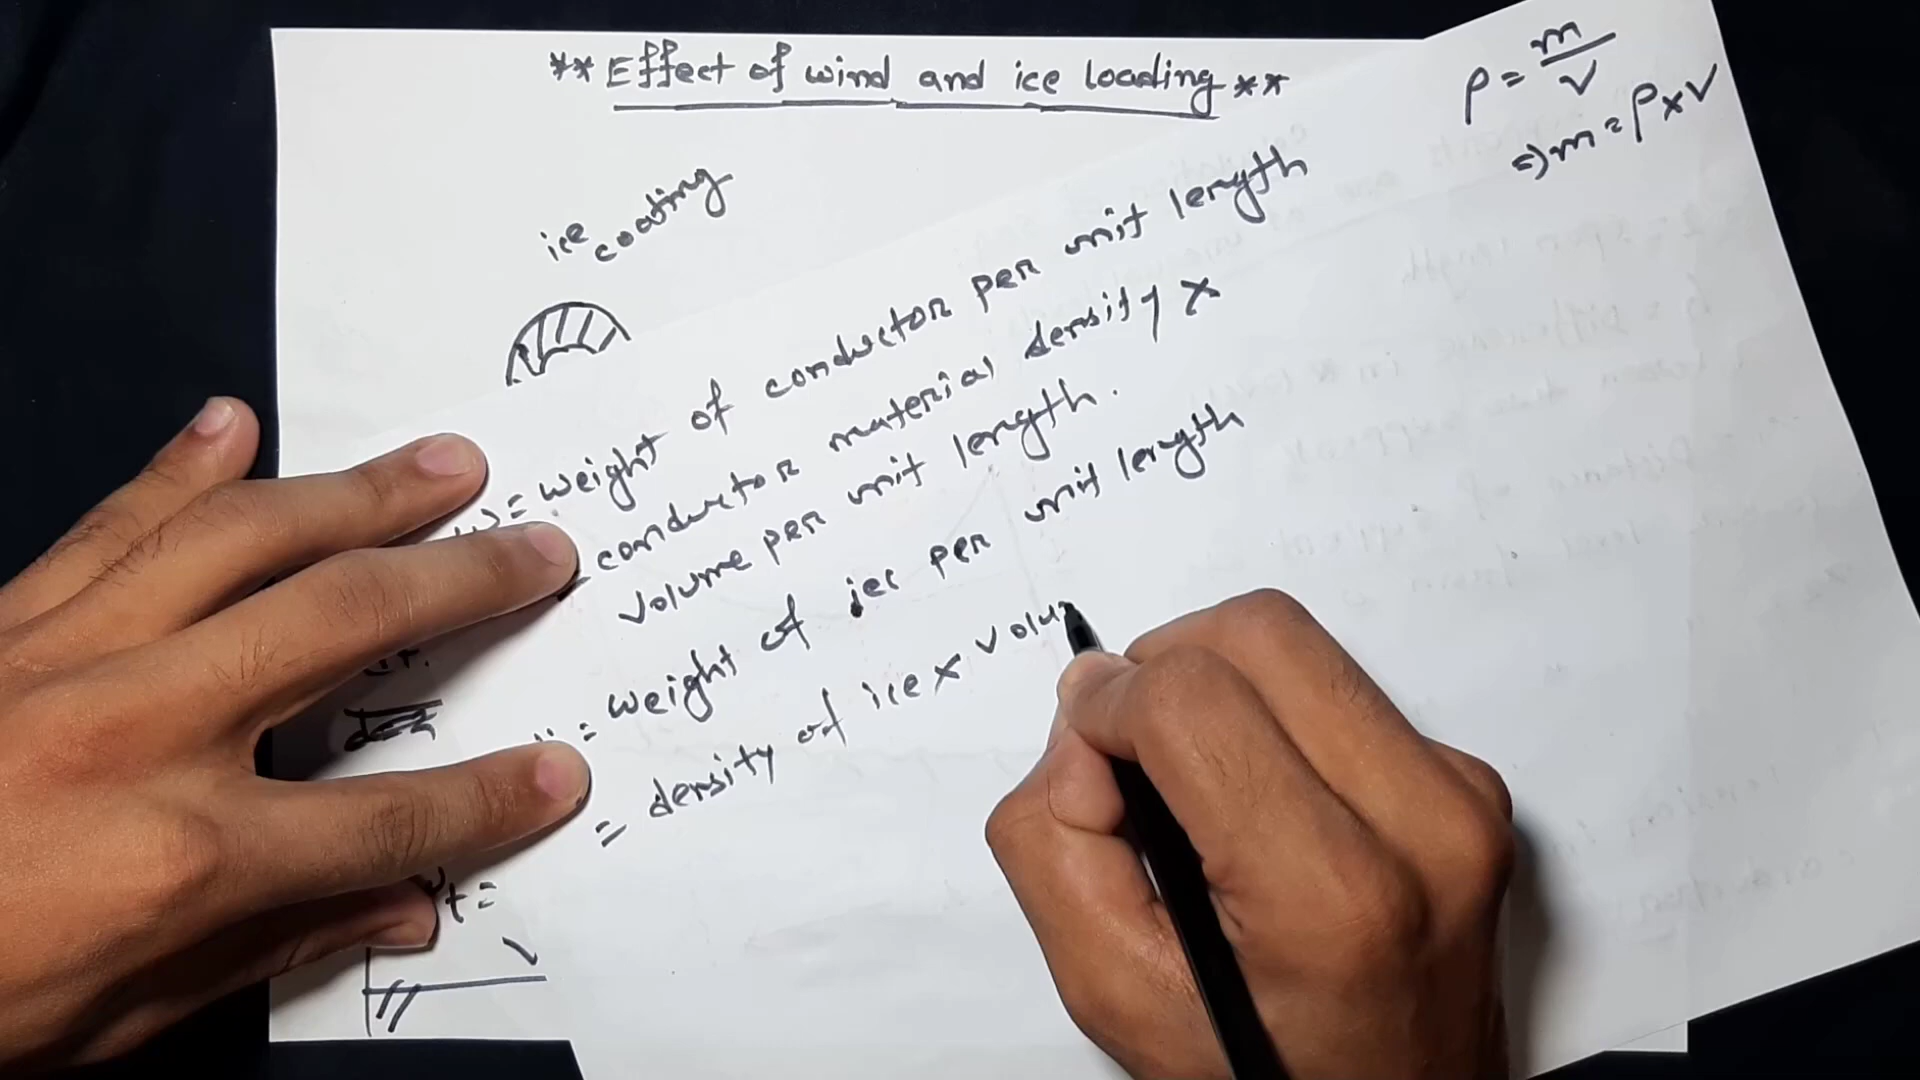 **Effect of wind and ice loading**
ρ = m/V
⇒ m = ρ x V
ice coating
w = weight of conductor per unit length
conductor material density x
volume per unit length.
= weight of ice per unit length
= density of ice x volu
wt =